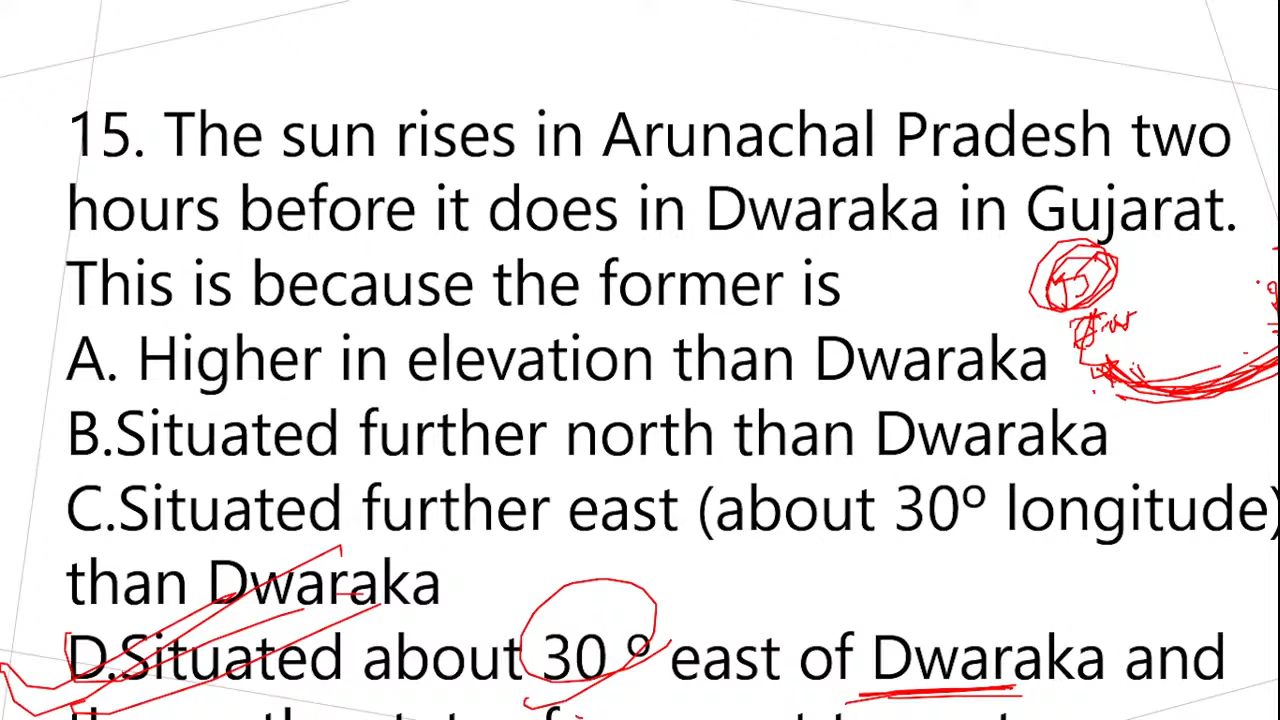 15. The sun rises in Arunachal Pradesh two
hours before it does in Dwaraka in Gujarat.
This is because the former is
A. Higher in elevation than Dwaraka
B.Situated further north than Dwaraka
C.Situated further east (about 30º longitude)
than Dwaraka
D.Situated about 30 º east of Dwaraka and